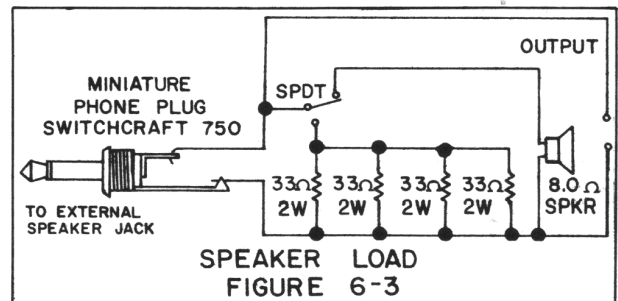 OUTPUT
MINIATURE
PHONE PLUG
SWITCHCRAFT 750
SPDT
33Ω 33Ω 33Ω 33Ω 8.0 Ω
2W 2W 2W 2W SPKR
TO EXTERNAL
SPEAKER JACK
SPEAKER LOAD
FIGURE 6-3